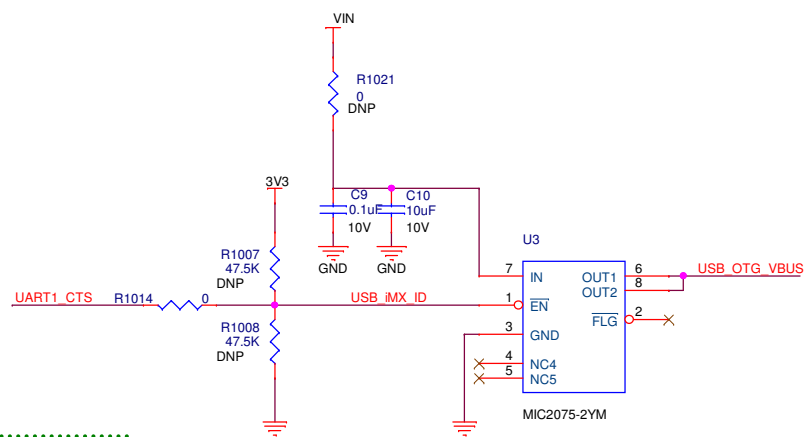 VIN
R1021
0
DNP
3V3
C9
0.1uF
10V
C10
10uF
10V
GND
GND
R1007
47.5K
DNP
UART1_CTS
R1014
0
USB_iMX_ID
R1008
47.5K
DNP
U3
7
IN
1
EN
3
GND
4
NC4
5
NC5
OUT1
6
OUT2
8
FLG
2
USB_OTG_VBUS
MIC2075-2YM